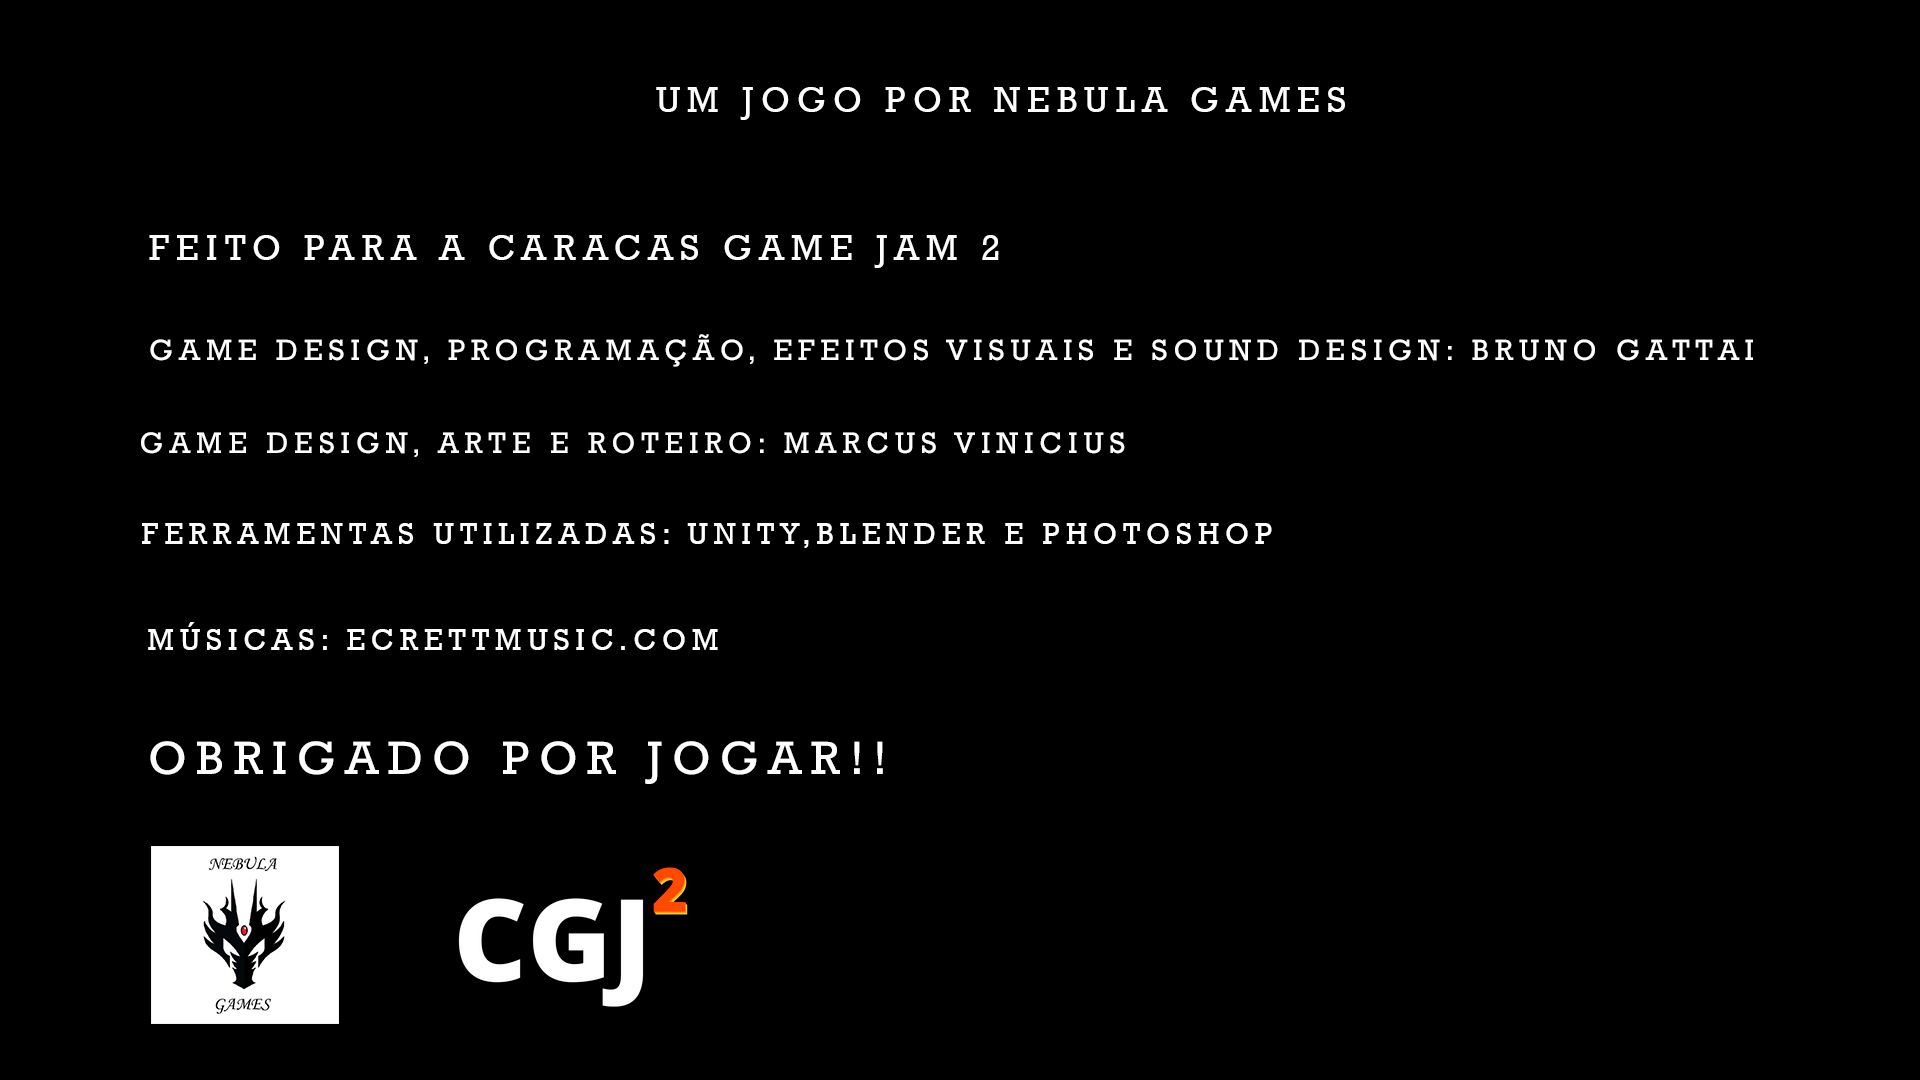 UM JOGO POR NEBULA GAMES
FEITO PARA A CARACAS GAME JAM 2
GAME DESIGN, PROGRAMAÇÃO, EFEITOS VISUAIS E SOUND DESIGN: BRUNO GATTAI
GAME DESIGN, ARTE E ROTEIRO: MARCUS VINICIUS
FERRAMENTAS UTILIZADAS: UNITY,BLENDER E PHOTOSHOP
MÚSICAS: ECRETTMUSIC.COM
OBRIGADO POR JOGAR!!
NEBULA
GAMES
CGJ²